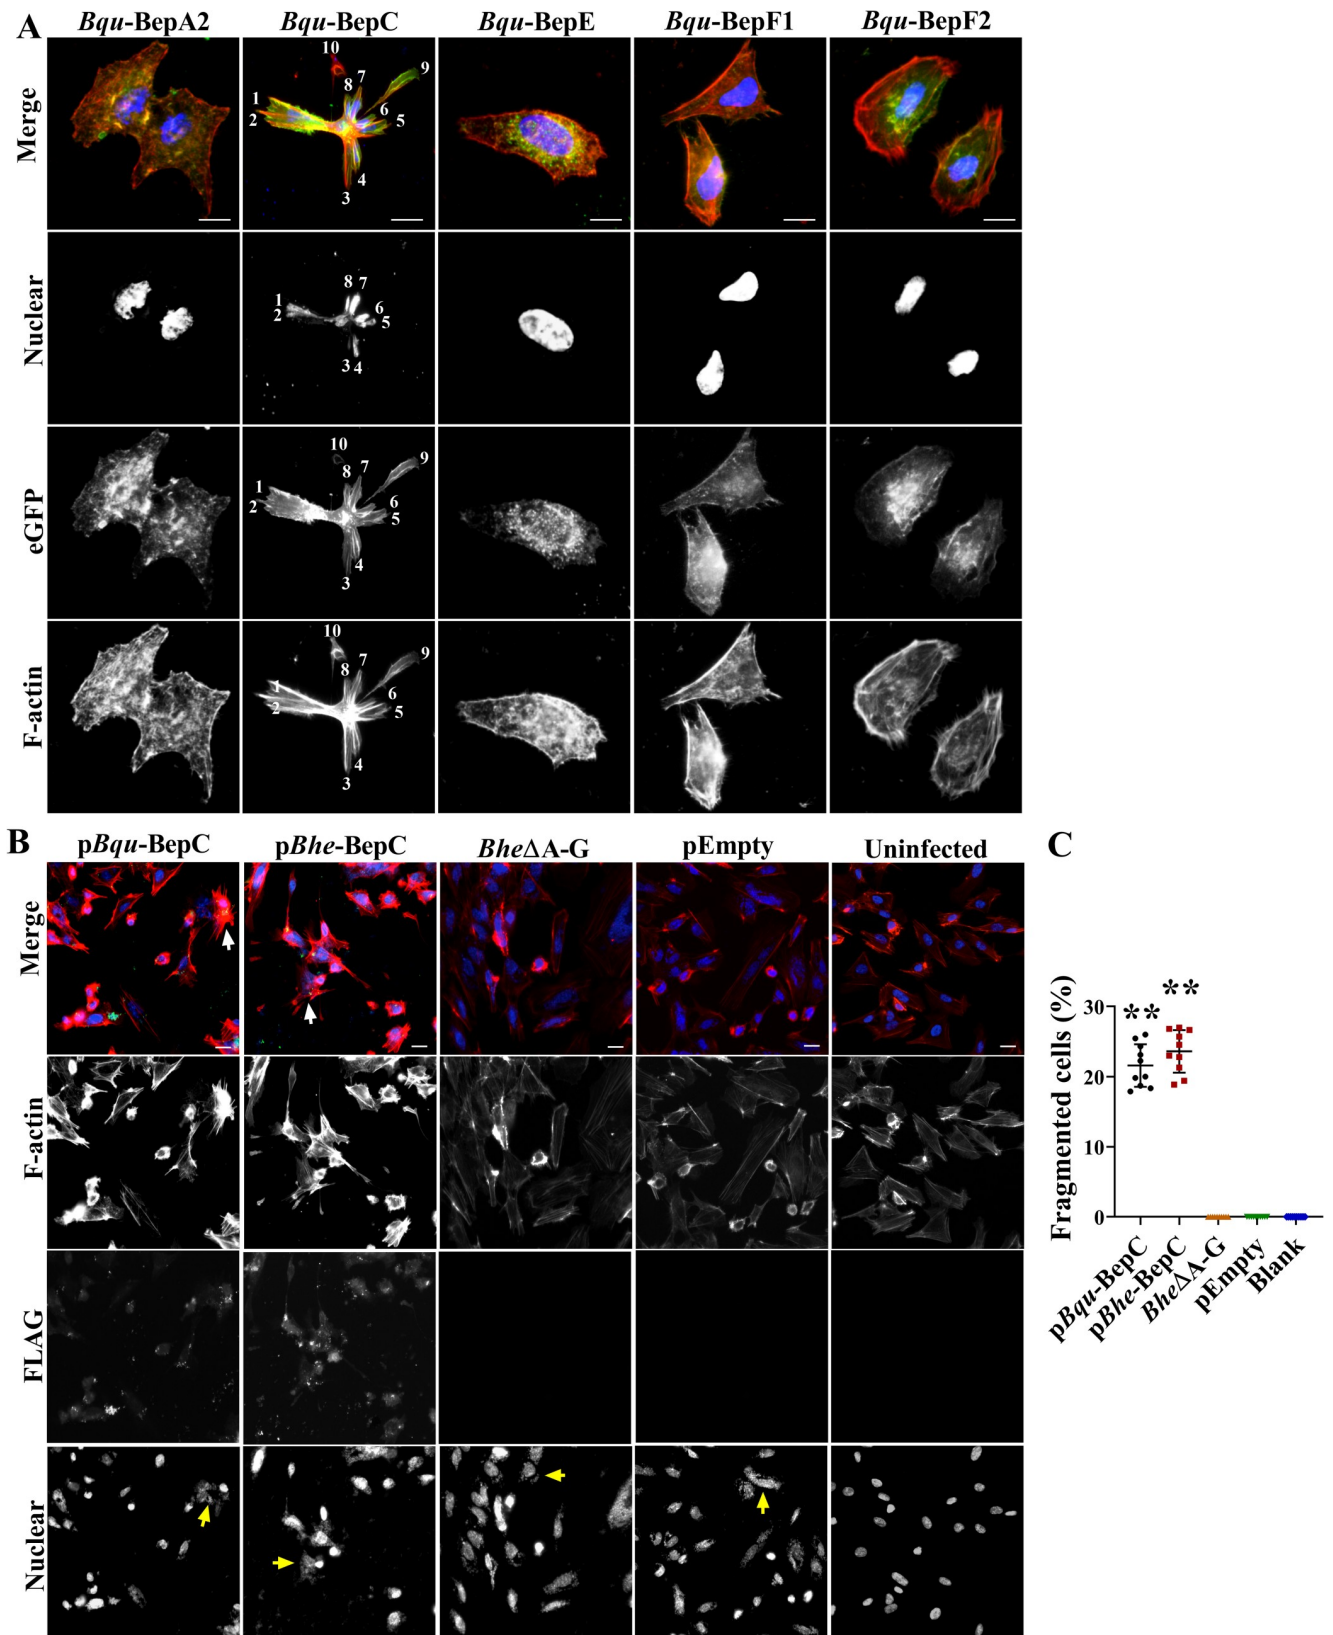 A
Bqu-BepA2 Bqu-BepC Bqu-BepE Bqu-BepF1 Bqu-BepF2
Merge
10
9
8 7
1
2
6
5
4
3
Nuclear
8 7
1
2
6
5
3 4
eGFP
10
9
8 7
1
2
6
5
4
3
F-actin
10
9
8 7
1
2
6
5
4
3
B
pBqu-BepC pBhe-BepC BheΔA-G pEmpty Uninfected
Merge
F-actin
FLAG
Nuclear
C
Fragmented cells (%)
30
20
10
0
** **
pBqu-BepC
pBhe-BepC
BheΔA-G
pEmpty
Blank